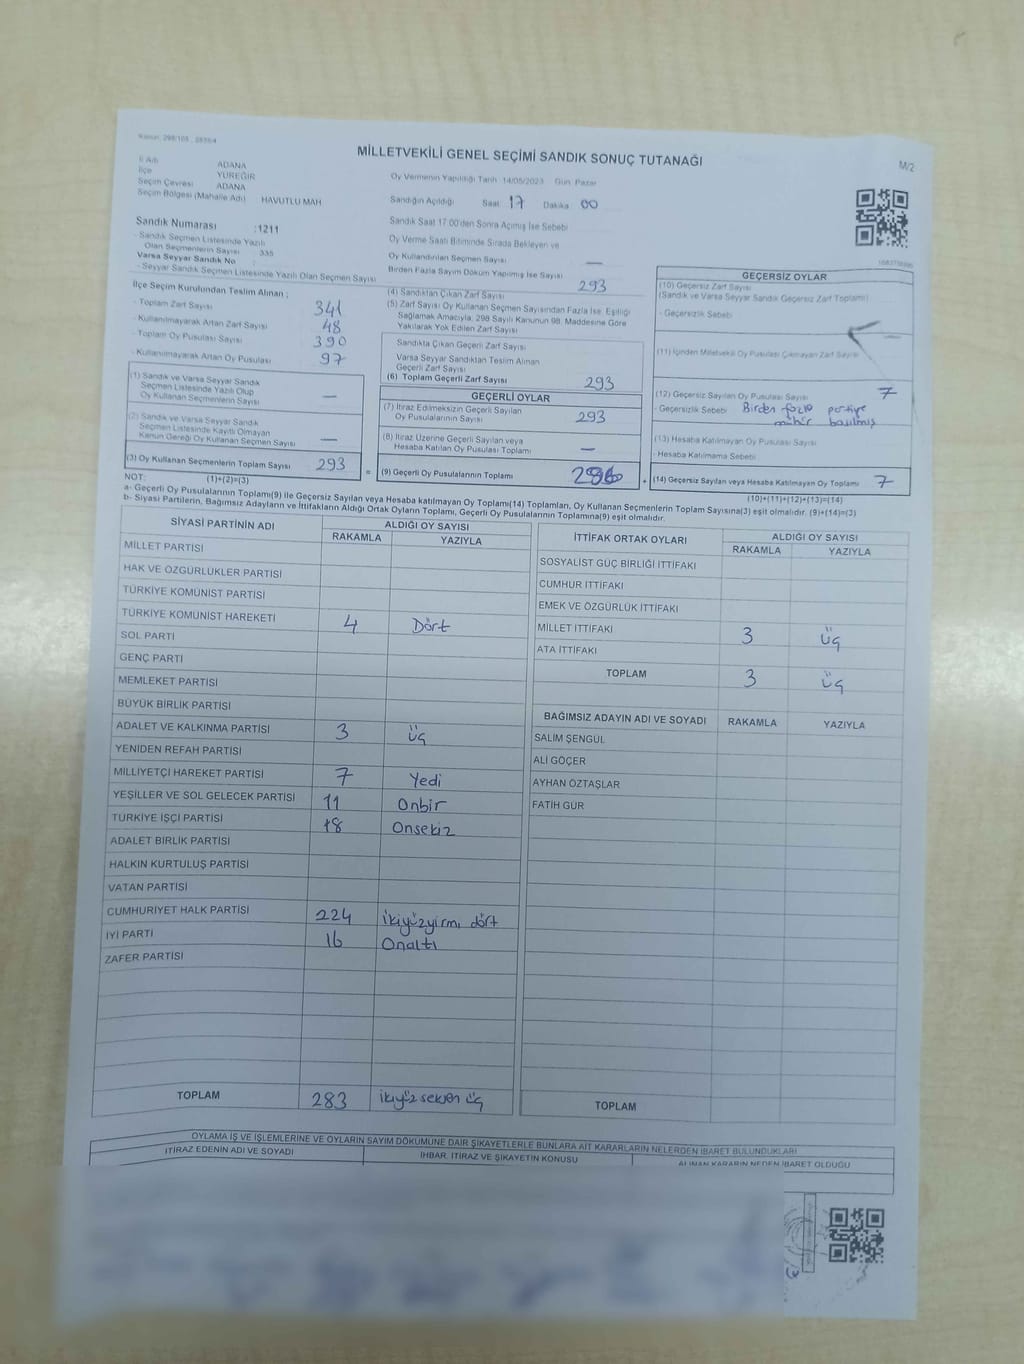 MİLLETVEKİLİ GENEL SEÇİMİ SANDIK SONUÇ TUTANAĞI
M/2
İl Adı ADANA
İlçe YÜREĞİR
Seçim Çevresi ADANA
Seçim Bölgesi (Mahalle Adı) HAVUTLU MAH
Sandık Numarası :1211
- Sandık Seçmen Listesinde Yazılı
Olan Seçmenlerin Sayısı : 335
Varsa Seyyar Sandık No
- Seyyar Sandık Seçmen Listesinde Yazılı Olan Seçmen Sayısı
Oy Vermenin Yapıldığı Tarih 14/05/2023 Gün Pazar
Sandığın Açıldığı Saat 17 Dakika 00
Sandık Saat 17:00'den Sonra Açılmış İse Sebebi
Oy Verme Saati Bitiminde Sırada Bekleyen ve
Oy Kullandırılan Seçmen Sayısı —
Birden Fazla Sayım Döküm Yapılmış İse Sayısı
İlçe Seçim Kurulundan Teslim Alınan :
- Toplam Zarf Sayısı 341
- Kullanılmayarak Artan Zarf Sayısı 48
- Toplam Oy Pusulası Sayısı 390
- Kullanılmayarak Artan Oy Pusulası 97
(1) Sandık ve Varsa Seyyar Sandık
Seçmen Listesinde Yazılı Olup
Oy Kullanan Seçmenlerin Sayısı —
(2) Sandık ve Varsa Seyyar Sandık
Seçmen Listesinde Kayıtlı Olmayan
Kanun Gereği Oy Kullanan Seçmen Sayısı —
(3) Oy Kullanan Seçmenlerin Toplam Sayısı 293
(4) Sandıktan Çıkan Zarf Sayısı 293
(5) Zarf Sayısı Oy Kullanan Seçmen Sayısından Fazla İse, Eşitliği
Sağlamak Amacıyla; 298 Sayılı Kanunun 98. Maddesine Göre
Yakılarak Yok Edilen Zarf Sayısı
Sandıkta Çıkan Geçerli Zarf Sayısı
Varsa Seyyar Sandıktan Teslim Alınan
Geçerli Zarf Sayısı
(6) Toplam Geçerli Zarf Sayısı 293
GEÇERLİ OYLAR
(7) İtiraz Edilmeksizin Geçerli Sayılan
Oy Pusulalarının Sayısı 293
(8) İtiraz Üzerine Geçerli Sayılan veya
Hesaba Katılan Oy Pusulası Toplamı —
= (9) Geçerli Oy Pusulalarının Toplamı
GEÇERSİZ OYLAR
(10) Geçersiz Zarf Sayısı
(Sandık ve Varsa Seyyar Sandık Geçersiz Zarf Toplamı)
- Geçersizlik Sebebi
(11) İçinden Milletvekili Oy Pusulası Çıkmayan Zarf Sayısı
(12) Geçersiz Sayılan Oy Pusulası Sayısı 7
- Geçersizlik Sebebi Birden fazla partiye
mühür basılmış
(13) Hesaba Katılmayan Oy Pusulası Sayısı
- Hesaba Katılmama Sebebi
+ (14) Geçersiz Sayılan veya Hesaba Katılmayan Oy Toplamı 7
NOT: (1)+(2)=(3)
(10)+(11)+(12)+(13)=(14)
a- Geçerli Oy Pusulalarının Toplamı(9) ile Geçersiz Sayılan veya Hesaba katılmayan Oy Toplamı(14) Toplamları, Oy Kullanan Seçmenlerin Toplam Sayısına(3) eşit olmalıdır. (9)+(14)=(3)
b- Siyasi Partilerin, Bağımsız Adayların ve İttifakların Aldığı Ortak Oyların Toplamı, Geçerli Oy Pusulalarının Toplamına(9) eşit olmalıdır.
SİYASİ PARTİNİN ADI ALDIĞI OY SAYISI
RAKAMLA YAZIYLA
MİLLET PARTİSİ
HAK VE ÖZGÜRLÜKLER PARTİSİ
TÜRKİYE KOMÜNİST PARTİSİ
TÜRKİYE KOMÜNİST HAREKETİ 4 Dört
SOL PARTİ
GENÇ PARTİ
MEMLEKET PARTİSİ
BÜYÜK BİRLİK PARTİSİ
ADALET VE KALKINMA PARTİSİ 3 üç
YENİDEN REFAH PARTİSİ
MİLLİYETÇİ HAREKET PARTİSİ 7 Yedi
YEŞİLLER VE SOL GELECEK PARTİSİ 11 Onbir
TÜRKİYE İŞÇİ PARTİSİ 18 Onsekiz
ADALET BİRLİK PARTİSİ
HALKIN KURTULUŞ PARTİSİ
VATAN PARTİSİ
CUMHURİYET HALK PARTİSİ 224 ikiyüzyirmi dört
İYİ PARTİ 16 Onaltı
ZAFER PARTİSİ
TOPLAM 283 ikiyüz seksen üç
İTTİFAK ORTAK OYLARI ALDIĞI OY SAYISI
RAKAMLA YAZIYLA
SOSYALİST GÜÇ BİRLİĞİ İTTİFAKI
CUMHUR İTTİFAKI
EMEK VE ÖZGÜRLÜK İTTİFAKI
MİLLET İTTİFAKI 3 üç
ATA İTTİFAKI
TOPLAM 3 üç
BAĞIMSIZ ADAYIN ADI VE SOYADI RAKAMLA YAZIYLA
SALİM ŞENGÜL
ALİ GÖÇER
AYHAN ÖZTAŞLAR
FATİH GÜR
TOPLAM
OYLAMA İŞ VE İŞLEMLERİNE VE OYLARIN SAYIM DÖKÜMÜNE DAİR ŞİKAYETLERLE BUNLARA AİT KARARLARIN NELERDEN İBARET BULUNDUKLARI
İTİRAZ EDENİN ADI VE SOYADI
İHBAR, İTİRAZ VE ŞİKAYETİN KONUSU
ALINAN KARARIN NEDEN İBARET OLDUĞU